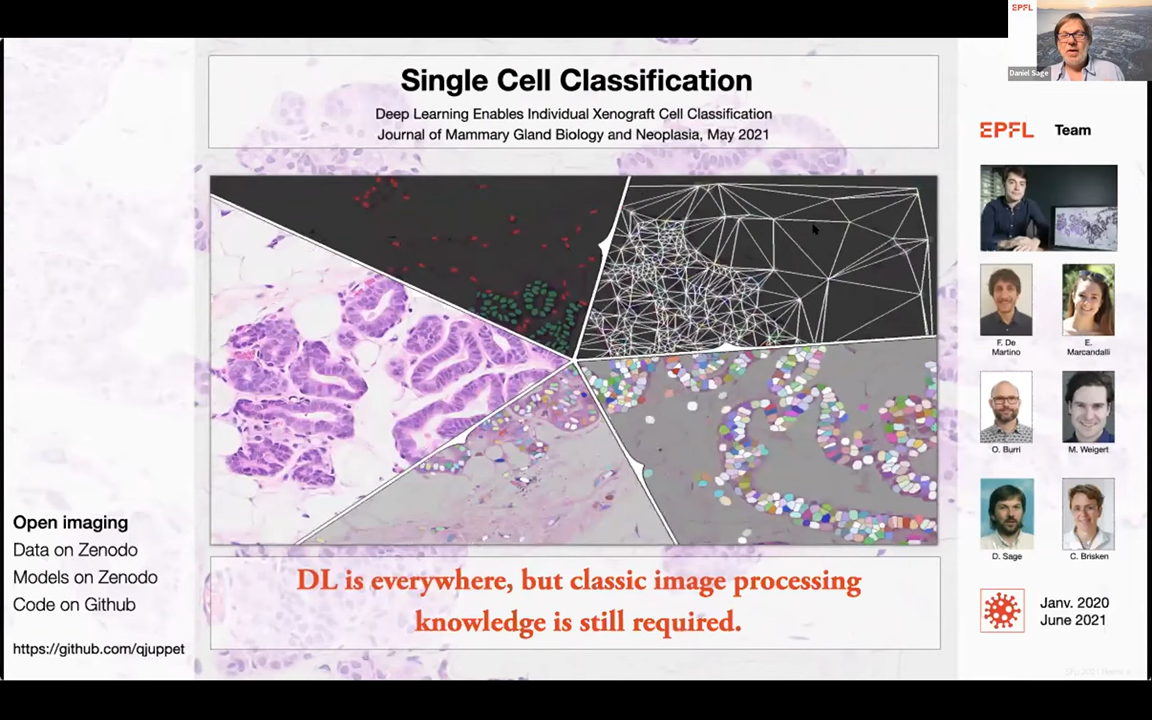 EPFL
Daniel Sage
Single Cell Classification
Deep Learning Enables Individual Xenograft Cell Classification
Journal of Mammary Gland Biology and Neoplasia, May 2021
EPFL Team
F. De
Martino
E.
Marcandalli
O. Burri
M. Weigert
D. Sage
C. Brisken
Janv. 2020
June 2021
Open imaging
Data on Zenodo
Models on Zenodo
Code on Github
https://github.com/qjuppet
DL is everywhere, but classic image processing
knowledge is still required.